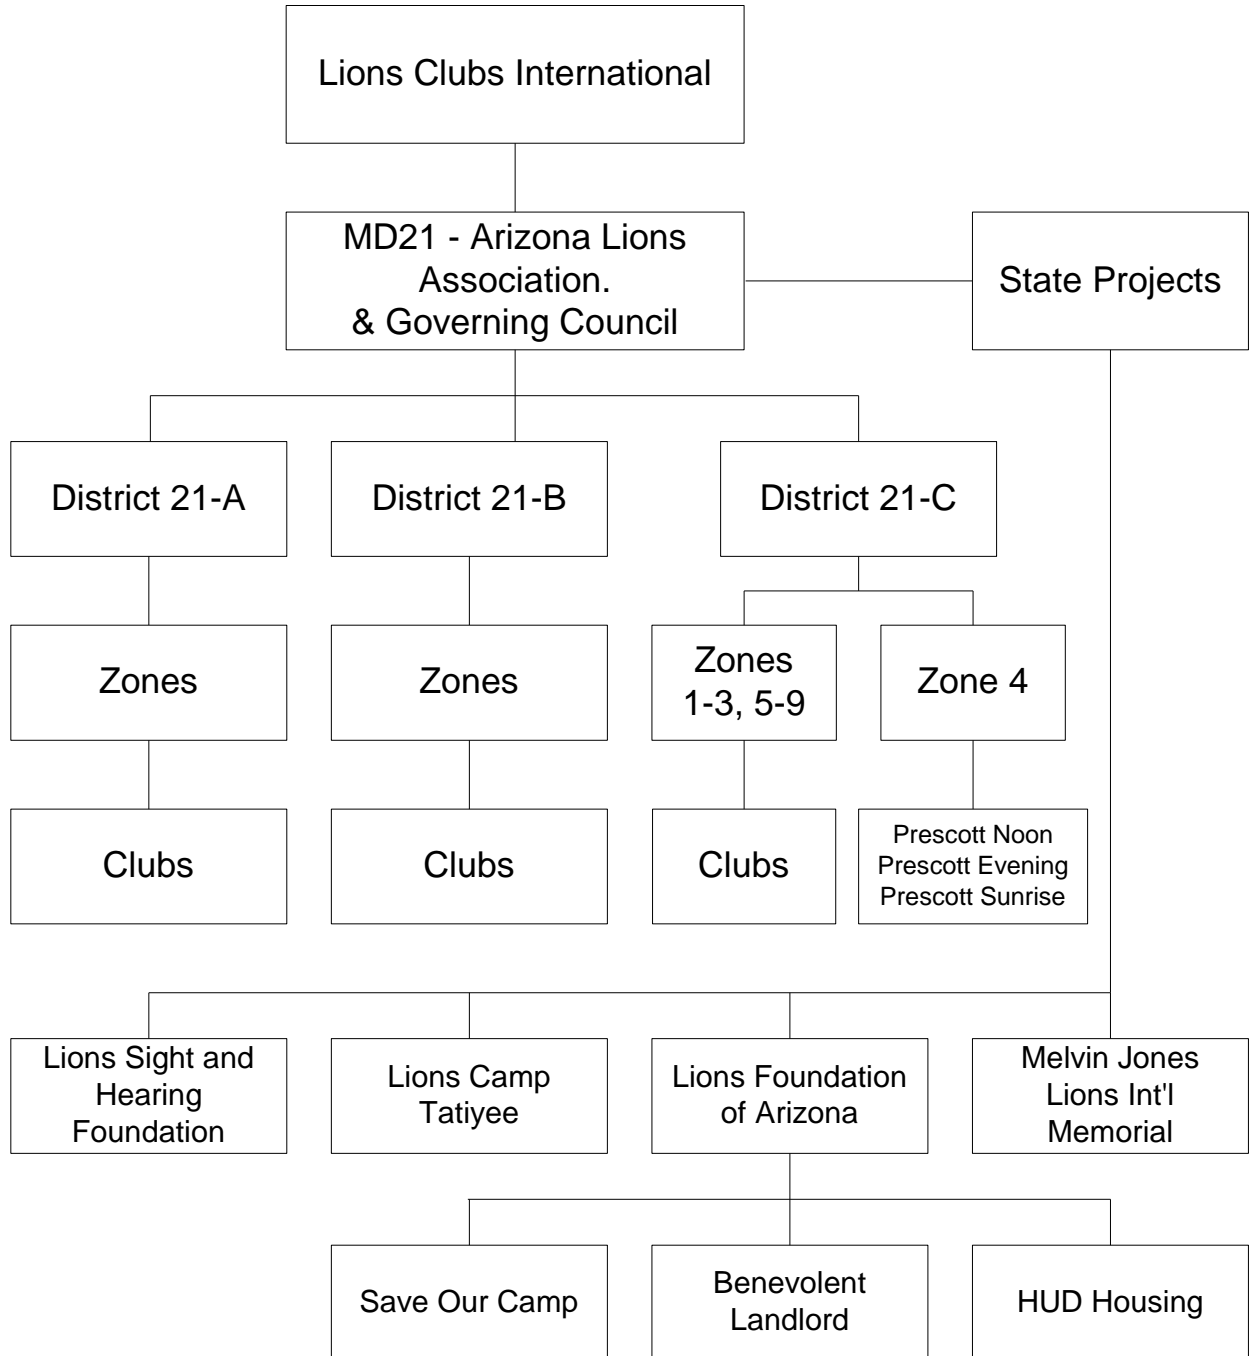 Lions Clubs International
MD21 - Arizona Lions
Association.
& Governing Council
State Projects
District 21-A
District 21-B
District 21-C
Zones
Zones
Zones
1-3, 5-9
Zone 4
Clubs
Clubs
Clubs
Prescott Noon
Prescott Evening
Prescott Sunrise
Lions Sight and
Hearing
Foundation
Lions Camp
Tatiyee
Lions Foundation
of Arizona
Melvin Jones
Lions Int'l
Memorial
Save Our Camp
Benevolent
Landlord
HUD Housing